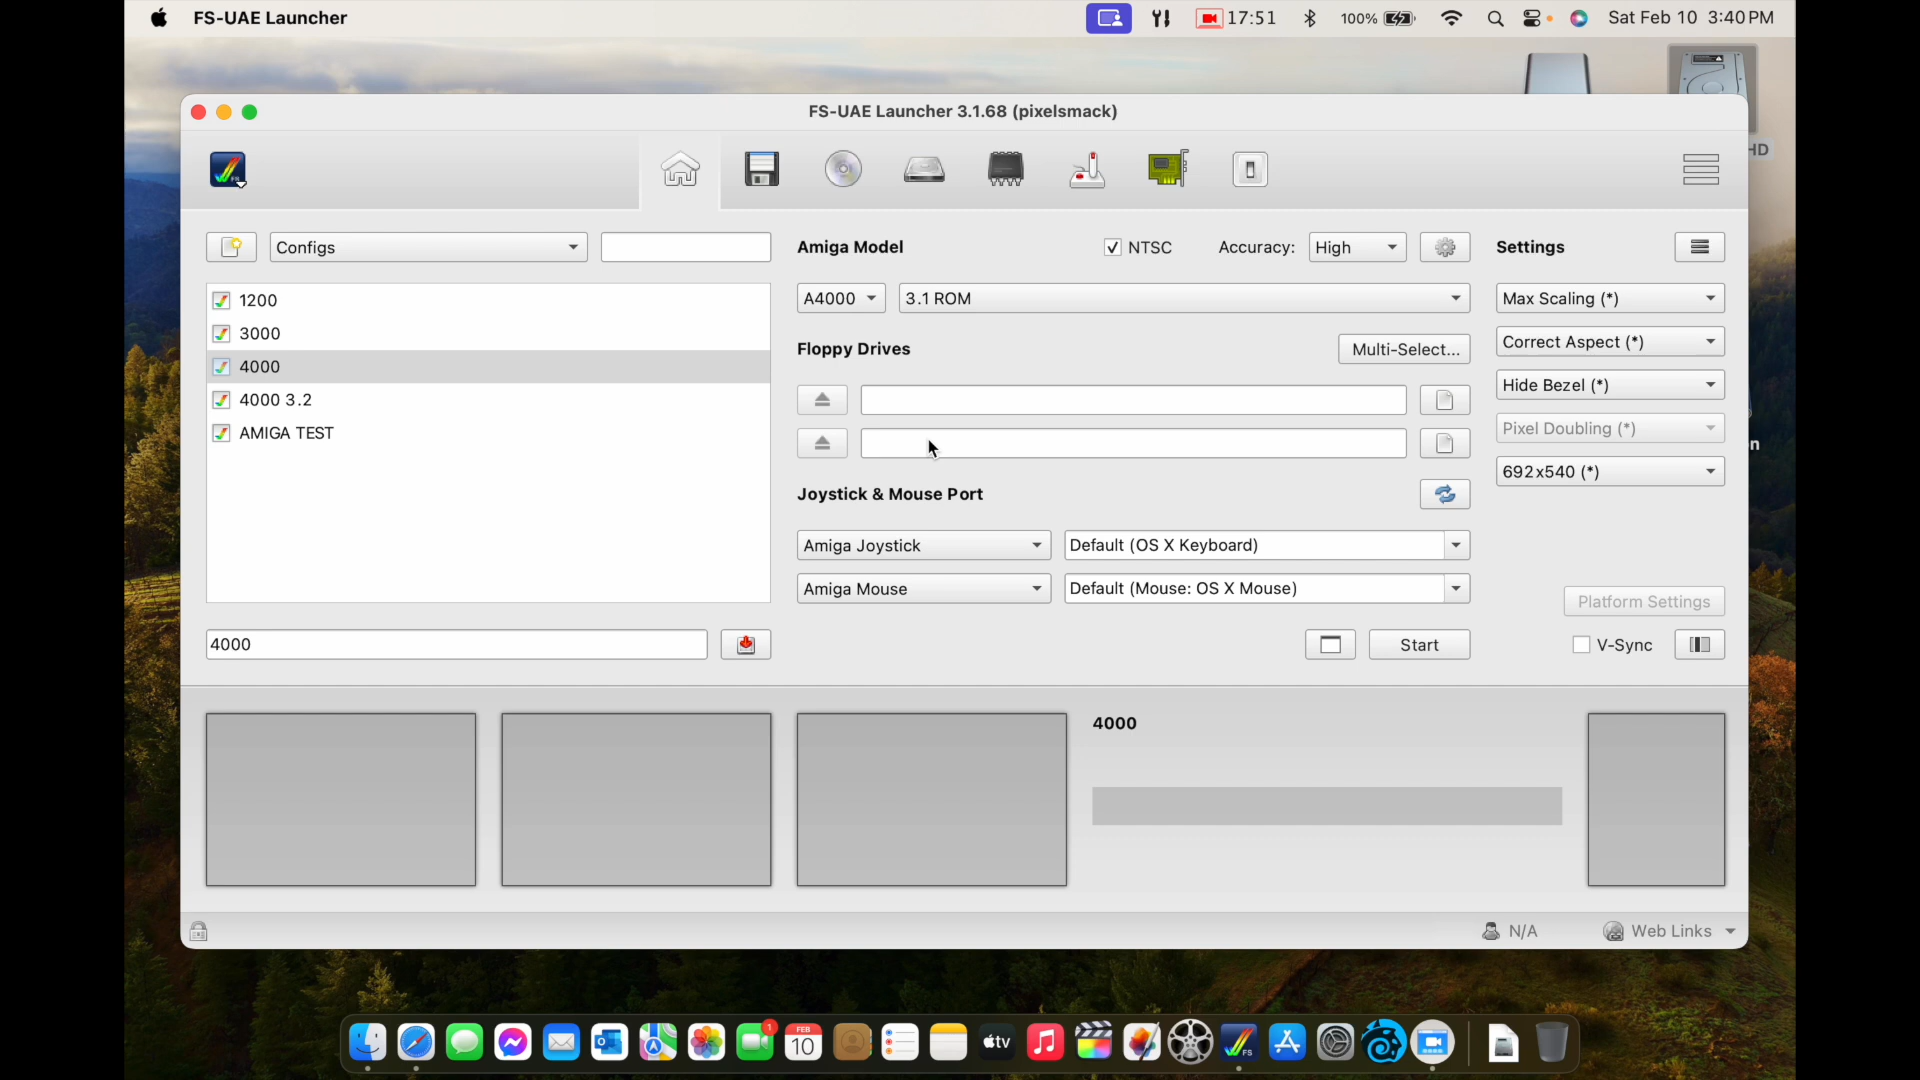 FS-UAE Launcher
17:51
100%
Sat Feb 10 3:40 PM
HD
FS-UAE Launcher 3.1.68 (pixelsmack)
Configs
1200
3000
4000
4000 3.2
AMIGA TEST
4000
Amiga Model
NTSC
Accuracy:
High
A4000
3.1 ROM
Floppy Drives
Multi-Select...
Joystick & Mouse Port
Amiga Joystick
Default (OS X Keyboard)
Amiga Mouse
Default (Mouse: OS X Mouse)
Start
Settings
Max Scaling (*)
Correct Aspect (*)
Hide Bezel (*)
Pixel Doubling (*)
692x540 (*)
Platform Settings
V-Sync
n
4000
N/A
Web Links
1
FEB
10
tv
FS